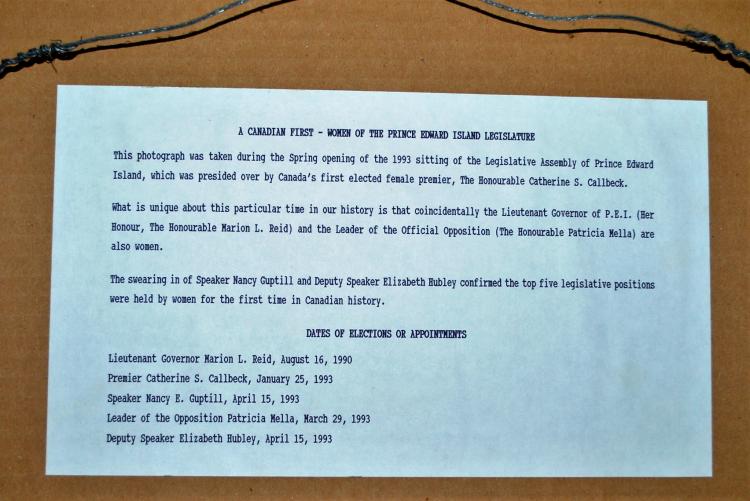 A CANADIAN FIRST - WOMEN OF THE PRINCE EDWARD ISLAND LEGISLATURE
This photograph was taken during the Spring opening of the 1993 sitting of the Legislative Assembly of Prince Edward
Island, which was presided over by Canada's first elected female premier, The Honourable Catherine S. Callbeck.
What is unique about this particular time in our history is that coincidentally the Lieutenant Governor of P.E.I. (Her
Honour, The Honourable Marion L. Reid) and the Leader of the Official Opposition (The Honourable Patricia Mella) are
also women.
The swearing in of Speaker Nancy Guptill and Deputy Speaker Elizabeth Hubley confirmed the top five legislative positions
were held by women for the first time in Canadian history.
DATES OF ELECTIONS OR APPOINTMENTS
Lieutenant Governor Marion L. Reid, August 16, 1990
Premier Catherine S. Callbeck, January 25, 1993
Speaker Nancy E. Guptill, April 15, 1993
Leader of the Opposition Patricia Mella, March 29, 1993
Deputy Speaker Elizabeth Hubley, April 15, 1993